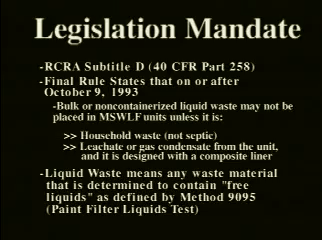 Legislation Mandate
-RCRA Subtitle D (40 CFR Part 258)
-Final Rule States that on or after
October 9, 1993
-Bulk or noncontainerized liquid waste may not be
placed in MSWLF units unless it is:
>> Household waste (not septic)
>> Leachate or gas condensate from the unit,
and it is designed with a composite liner
-Liquid Waste means any waste material
that is determined to contain "free
liquids" as defined by Method 9095
(Paint Filter Liquids Test)